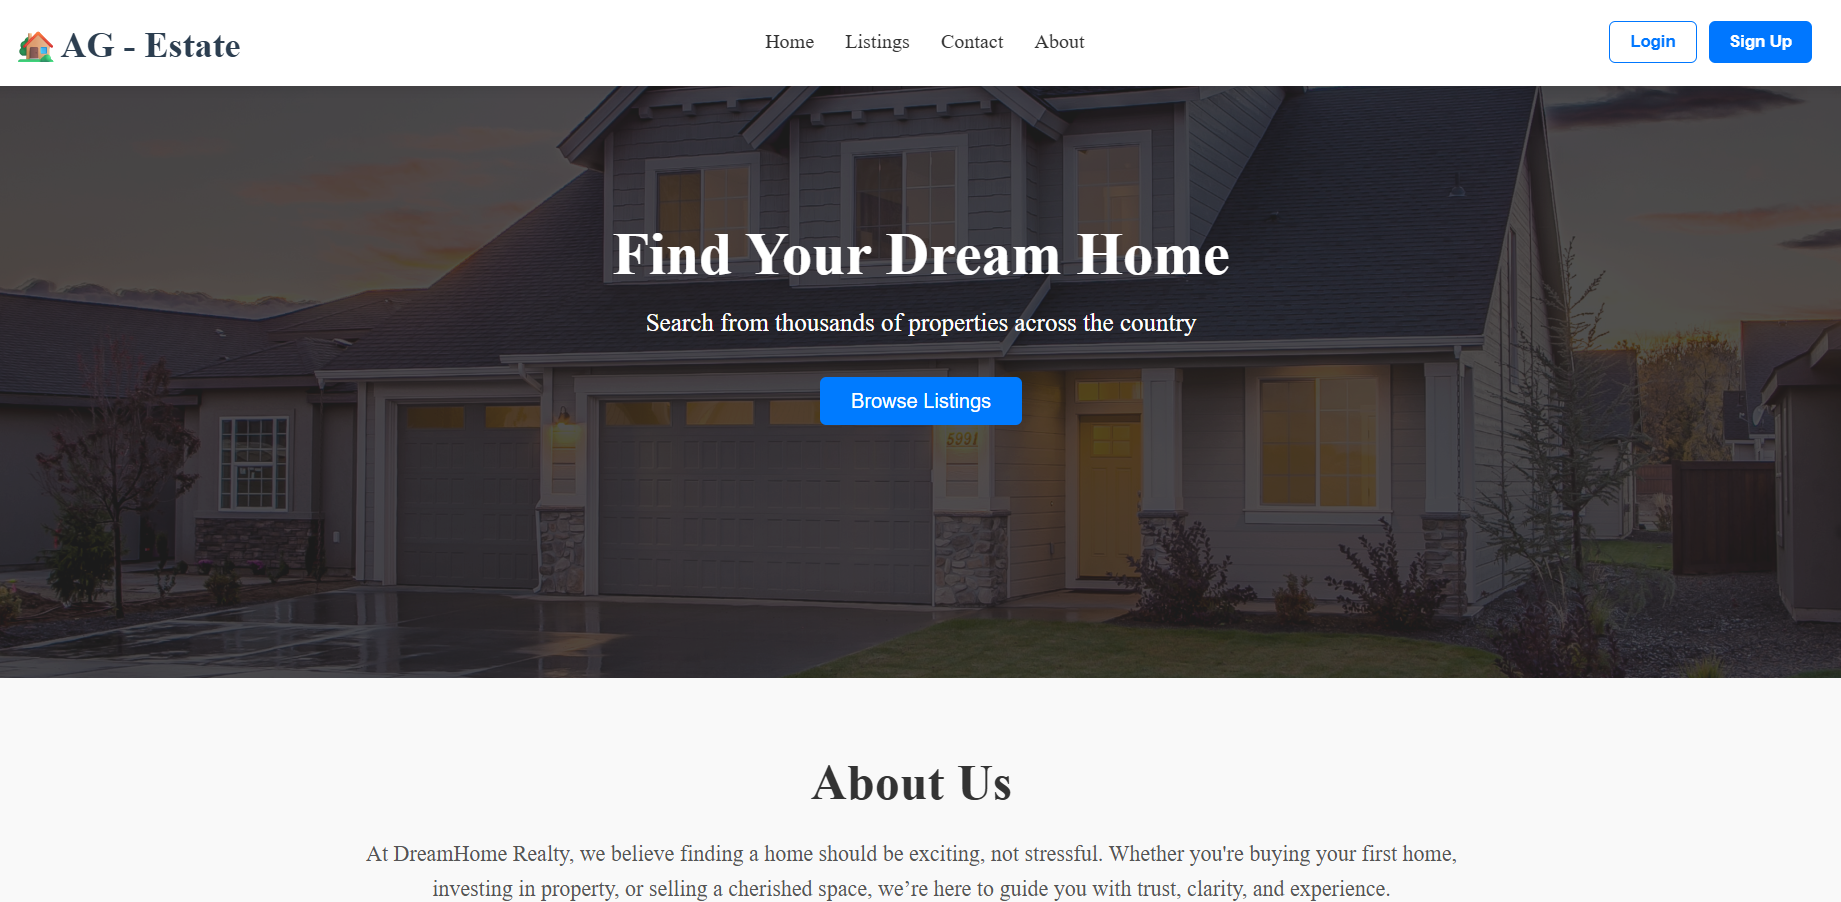 AG - Estate
Home Listings Contact About
Login Sign Up
Find Your Dream Home
Search from thousands of properties across the country
Browse Listings
5991
About Us
At DreamHome Realty, we believe finding a home should be exciting, not stressful. Whether you're buying your first home,
investing in property, or selling a cherished space, we’re here to guide you with trust, clarity, and experience.